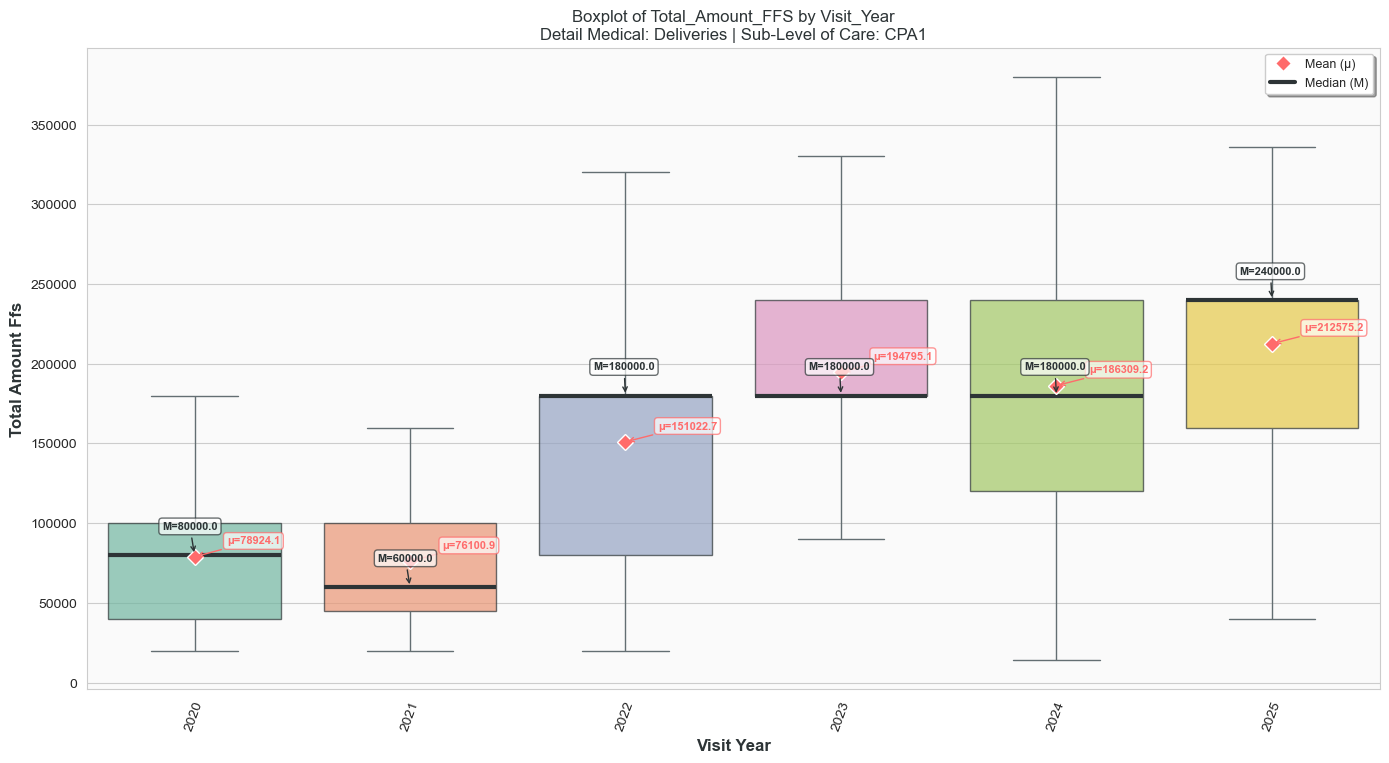 Boxplot of Total_Amount_FFS by Visit_Year
Detail Medical: Deliveries | Sub-Level of Care: CPA1
Mean (μ)
Median (M)
Total Amount Ffs
350000
300000
250000
200000
150000
100000
50000
0
M=80000.0
μ=78924.1
M=60000.0
μ=76100.9
M=180000.0
μ=151022.7
M=180000.0
μ=194795.1
M=180000.0
μ=186309.2
M=240000.0
μ=212575.2
2020
2021
2022
2023
2024
2025
Visit Year